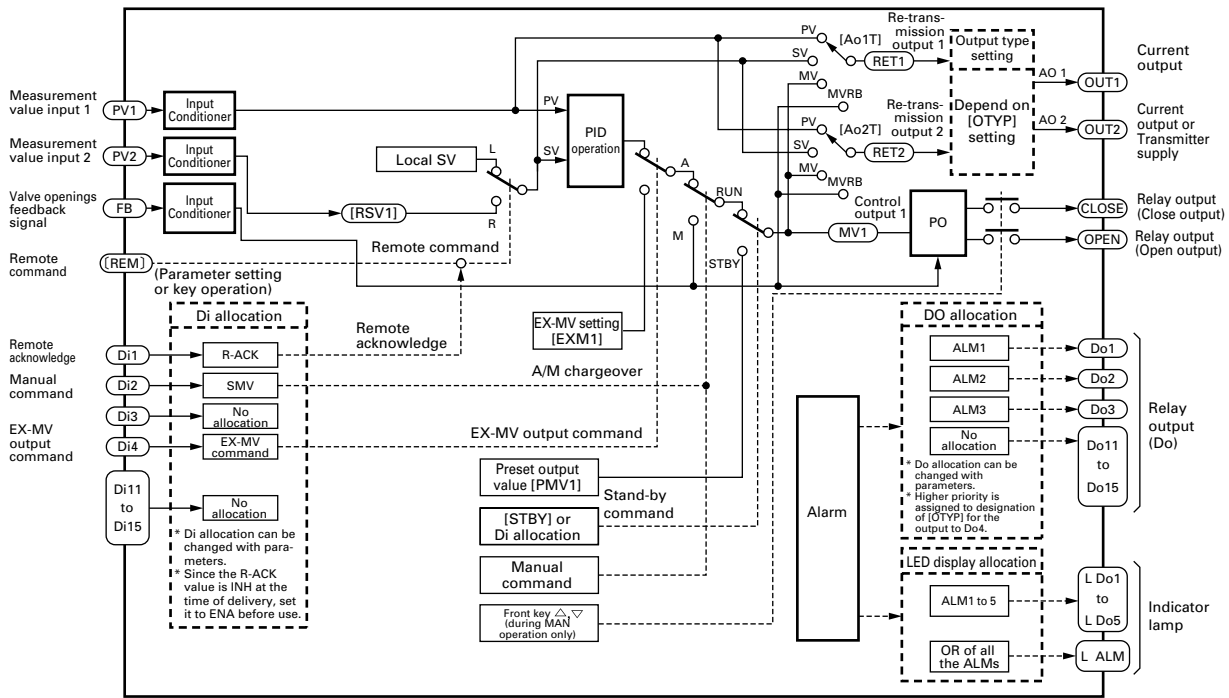 Measurement
value input 1
PV1
Input
Conditioner
Measurement
value input 2
PV2
Input
Conditioner
Valve openings
feedback
signal
FB
Input
Conditioner
Remote
command
[REM]
(Parameter setting
or key operation)
[RSV1]
Local SV
L
R
Remote command
PV
SV
PID
operation
A
M
RUN
STBY
EX-MV setting
[EXM1]
PV
[Ao1T]
SV
MV
MVRB
Re-trans-
mission
output 1
RET1
PV
[Ao2T]
SV
MV
MVRB
Re-trans-
mission
output 2
RET2
Output type
setting
Depend on
[OTYP]
setting
AO 1
AO 2
OUT1
OUT2
Current
output
Current
output or
Transmitter
supply
Control
output 1
MV1
PO
CLOSE
OPEN
Relay output
(Close output)
Relay output
(Open output)
Di allocation
Remote
acknowledge
Di1
R-ACK
Remote
acknowledge
Manual
command
Di2
SMV
A/M chargeover
Di3
No
allocation
EX-MV
output
command
Di4
EX-MV
command
EX-MV output command
Di11
to
Di15
No
allocation
* Di allocation can be
changed with para-
meters.
* Since the R-ACK
value is INH at the
time of delivery, set
it to ENA before use.
Preset output
value [PMV1]
Stand-by
command
[STBY] or
Di allocation
Manual
command
Front key △, ▽
(during MAN
operation only)
Alarm
DO allocation
ALM1
Do1
ALM2
Do2
ALM3
Do3
No
allocation
Do11
to
Do15
Relay
output
(Do)
* Do allocation can be
changed with
parameters.
* Higher priority is
assigned to designation
of [OTYP] for the
output to Do4.
LED display allocation
ALM1 to 5
L Do1
to
L Do5
OR of all
the ALMs
L ALM
Indicator
lamp